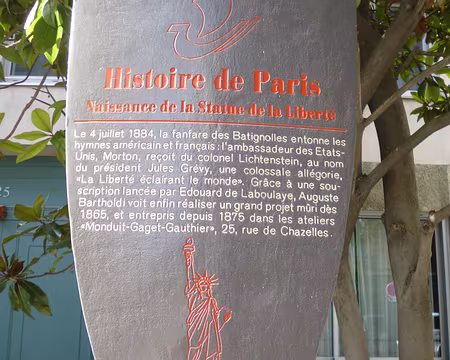 Histoire de Paris
Naissance de la Statue de la Liberté
Le 4 juillet 1884, la fanfare des Batignolles entonne les
hymnes américain et français : l'ambassadeur des Etats-
Unis, Morton, reçoit du colonel Lichtenstein, au nom
du président Jules Grévy, une colossale allégorie,
«La Liberté éclairant le monde». Grâce à une sou-
scription lancée par Edouard de Laboulaye, Auguste
Bartholdi voit enfin réaliser un grand projet mûri dès
1865, et entrepris depuis 1875 dans les ateliers
«Monduit-Gaget-Gauthier», 25, rue de Chazelles.
25